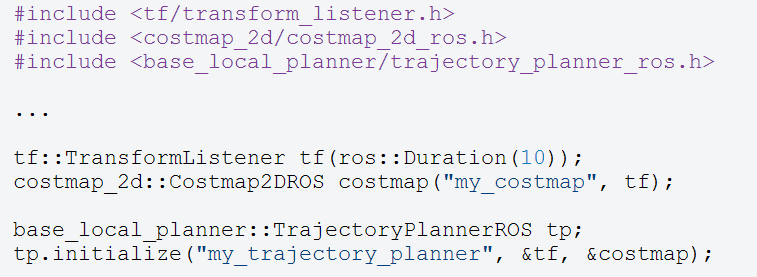 #include <tf/transform_listener.h>
#include <costmap_2d/costmap_2d_ros.h>
#include <base_local_planner/trajectory_planner_ros.h>
...
tf::TransformListener tf(ros::Duration(10));
costmap_2d::Costmap2DROS costmap("my_costmap", tf);
base_local_planner::TrajectoryPlannerROS tp;
tp.initialize("my_trajectory_planner", &tf, &costmap);